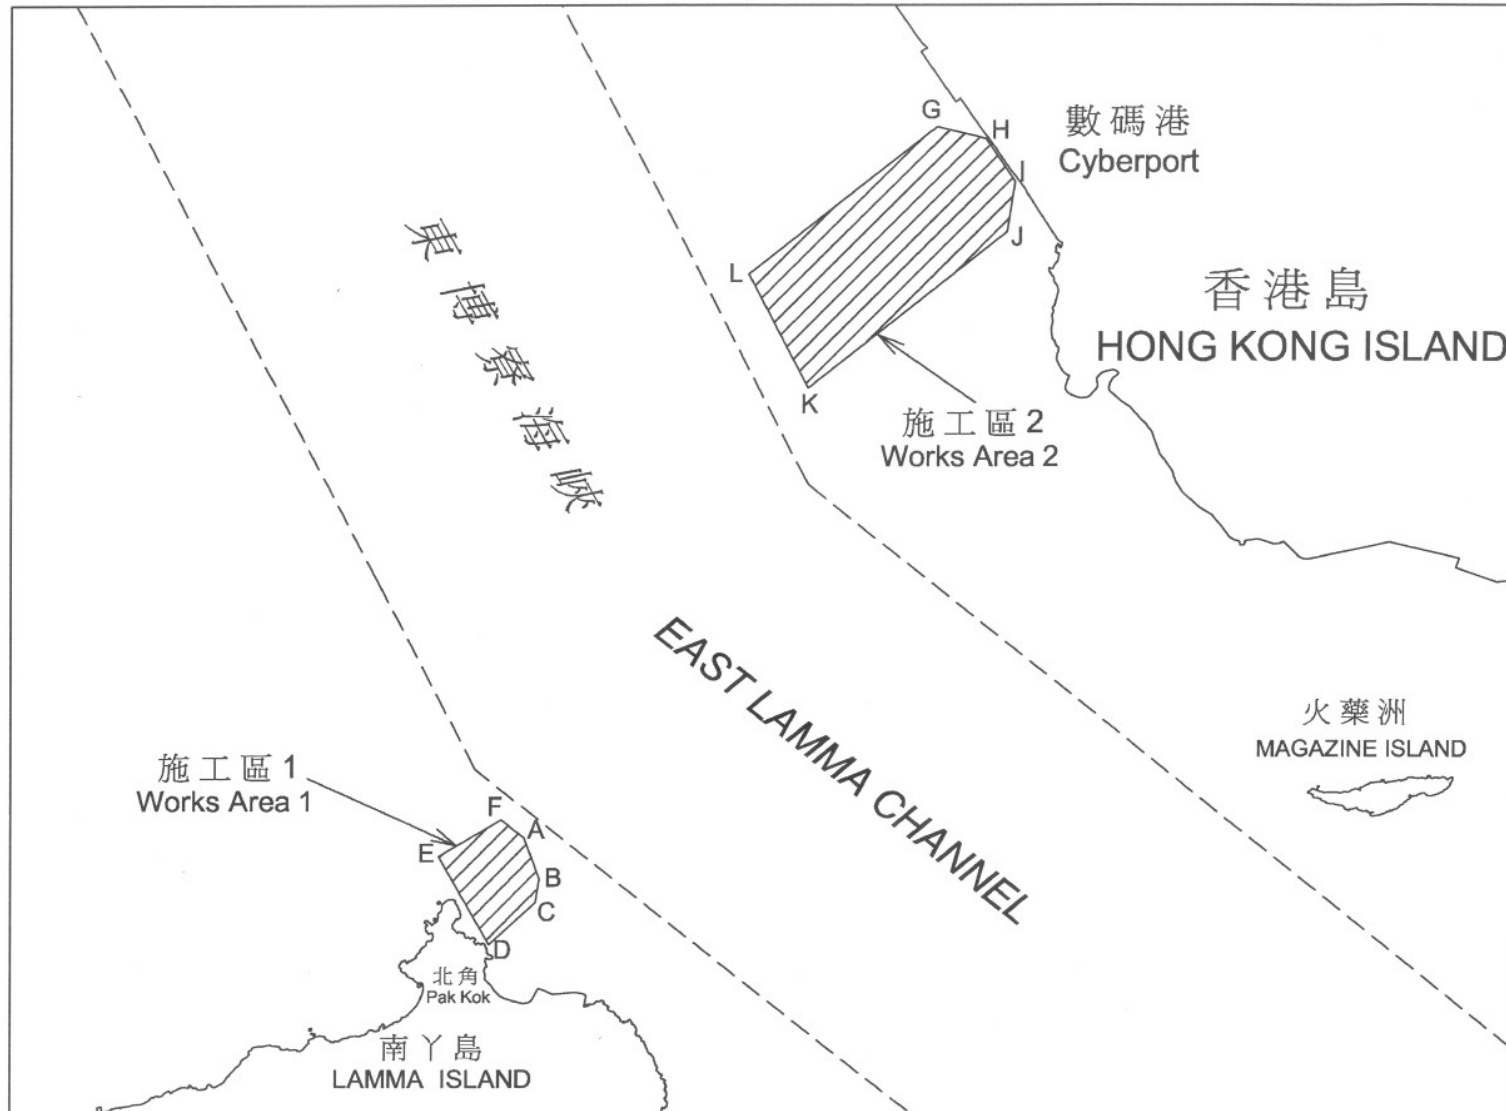 G
H
數碼港
Cyberport
I
J
東博寮海峽
L
香港島
HONG KONG ISLAND
K
施工區 2
Works Area 2
EAST LAMMA CHANNEL
火藥洲
MAGAZINE ISLAND
施工區 1
Works Area 1
F
A
E
B
C
D
北角
Pak Kok
南丫島
LAMMA ISLAND